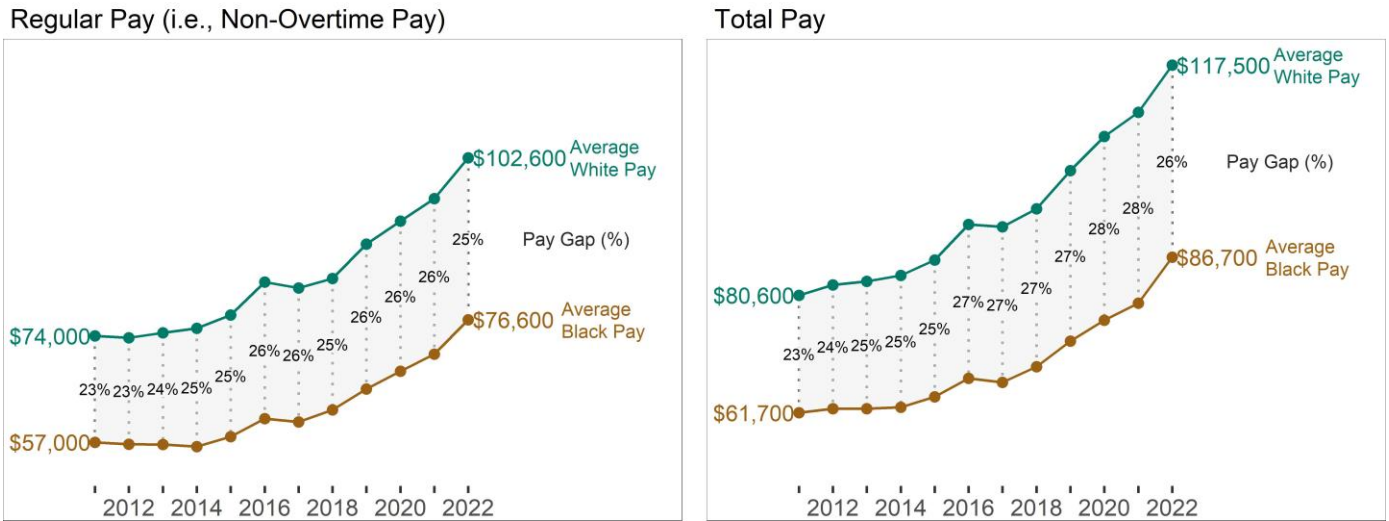 Regular Pay (i.e., Non-Overtime Pay)
$102,600 Average White Pay
25% Pay Gap (%)
$76,600 Average Black Pay
$74,000
$57,000
23% 23% 24% 25% 25% 26% 26% 25% 26% 26% 26%
2012 2014 2016 2018 2020 2022
Total Pay
$117,500 Average White Pay
26% Pay Gap (%)
$86,700 Average Black Pay
$80,600
$61,700
23% 24% 25% 25% 25% 27% 27% 27% 27% 28% 28%
2012 2014 2016 2018 2020 2022